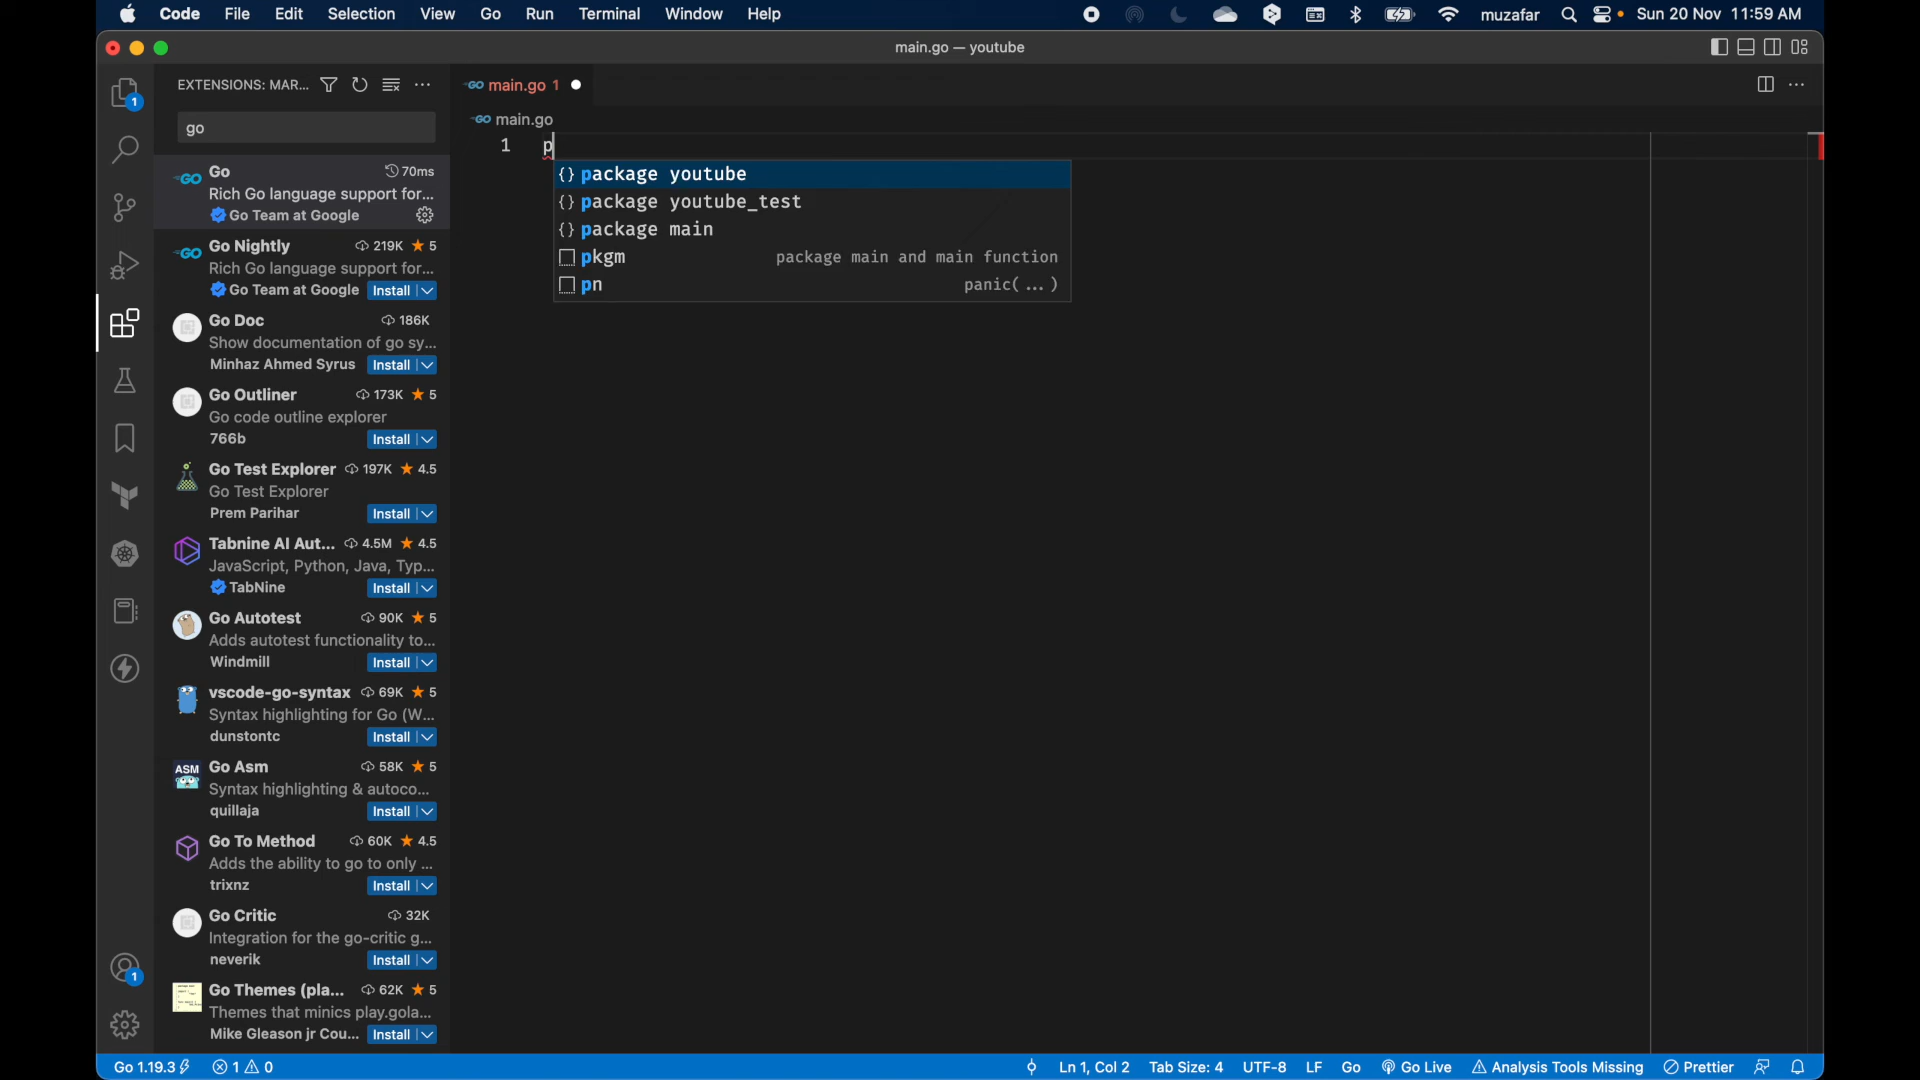 Code File Edit Selection View Go Run Terminal Window Help muzafar Sun 20 Nov 11:59 AM
main.go — youtube
EXTENSIONS: MAR...
GO main.go 1
go
GO main.go
1 p
package youtube
package youtube_test
package main
pkgm package main and main function
pn panic(...)
GO Go 70ms
Rich Go language support for...
Go Team at Google
GO Go Nightly 219K 5
Rich Go language support for...
Go Team at Google Install
Go Doc 186K
Show documentation of go sy...
Minhaz Ahmed Syrus Install
Go Outliner 173K 5
Go code outline explorer
766b Install
Go Test Explorer 197K 4.5
Go Test Explorer
Prem Parihar Install
Tabnine AI Aut... 4.5M 4.5
JavaScript, Python, Java, Typ...
TabNine Install
Go Autotest 90K 5
Adds autotest functionality to...
Windmill Install
vscode-go-syntax 69K 5
Syntax highlighting for Go (W...
dunstontc Install
ASM Go Asm 58K 5
Syntax highlighting & autoco...
quillaja Install
Go To Method 60K 4.5
Adds the ability to go to only ...
trixnz Install
Go Critic 32K
Integration for the go-critic g...
neverik Install
Go Themes (pla... 62K 5
Themes that minics play.gola...
Mike Gleason jr Cou... Install
1
1
Go 1.19.3 1 0 Ln 1, Col 2 Tab Size: 4 UTF-8 LF Go Go Live Analysis Tools Missing Prettier